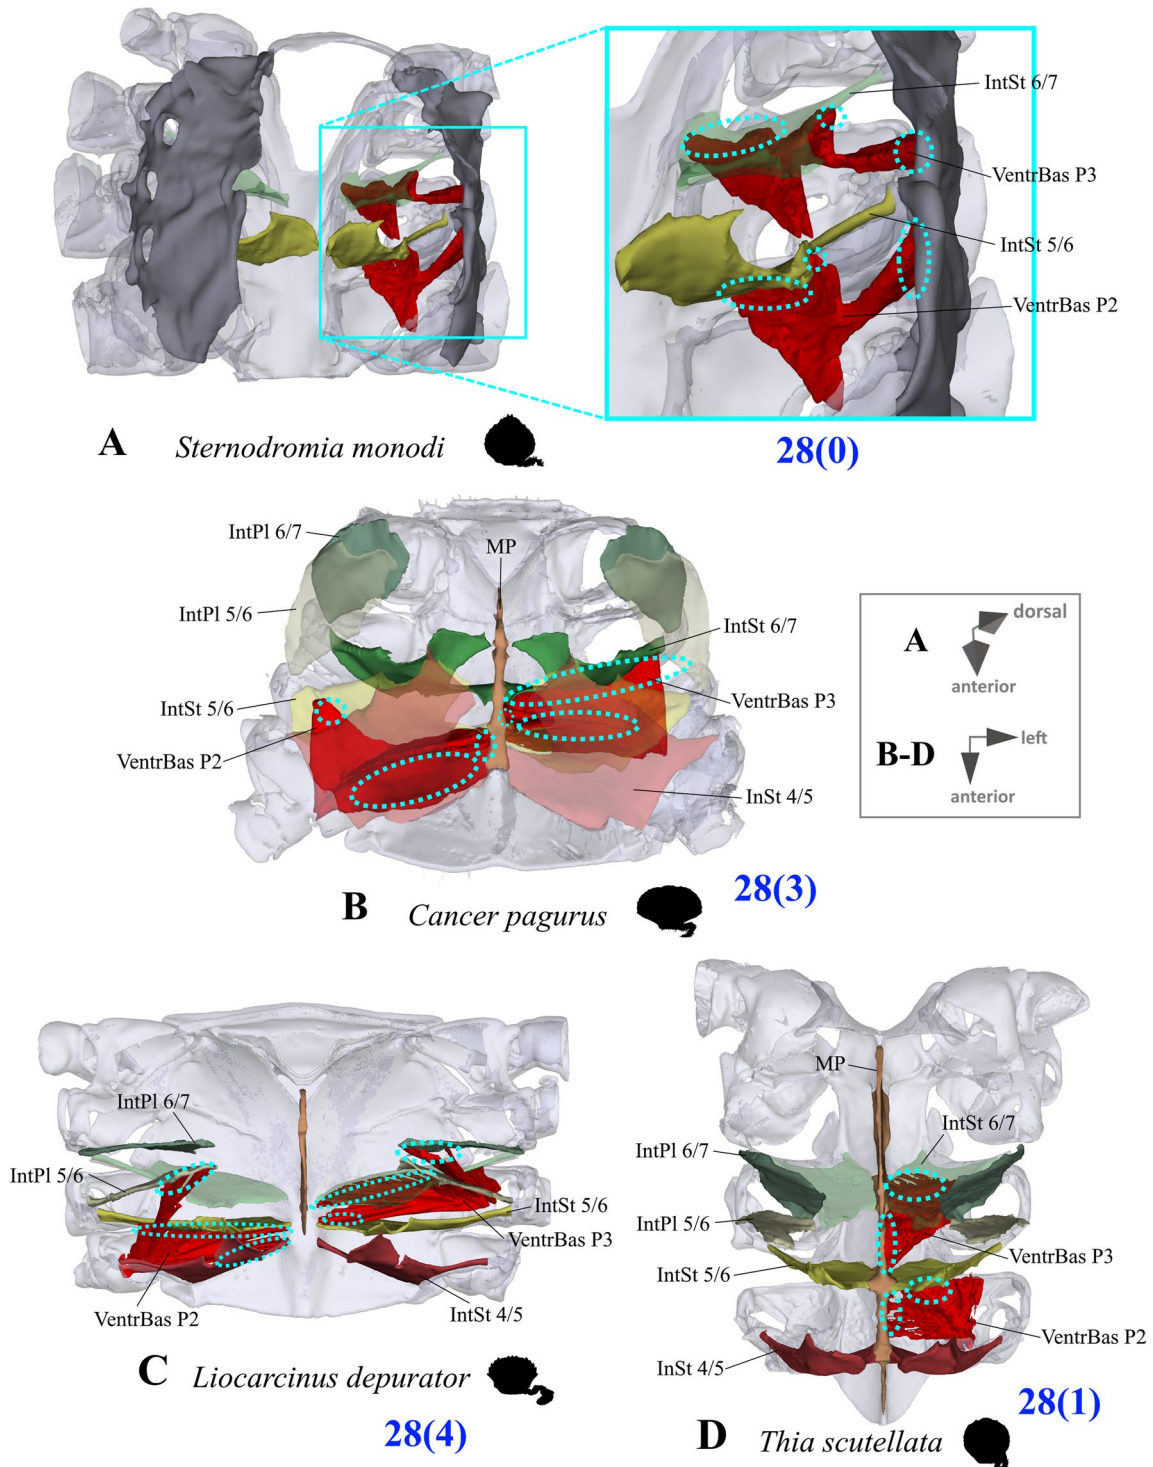 IntSt 6/7
VentrBas P3
IntSt 5/6
VentrBas P2
A Sternodromia monodi
28(0)
IntPl 6/7
MP
IntPl 5/6
IntSt 6/7
IntSt 5/6
VentrBas P3
VentrBas P2
InSt 4/5
B Cancer pagurus
28(3)
A
dorsal
anterior
B-D
left
anterior
IntPl 6/7
IntPl 5/6
IntSt 5/6
VentrBas P3
VentrBas P2
IntSt 4/5
C Liocarcinus depurator
28(4)
MP
IntSt 6/7
IntPl 6/7
IntPl 5/6
VentrBas P3
IntSt 5/6
VentrBas P2
InSt 4/5
28(1)
D Thia scutellata